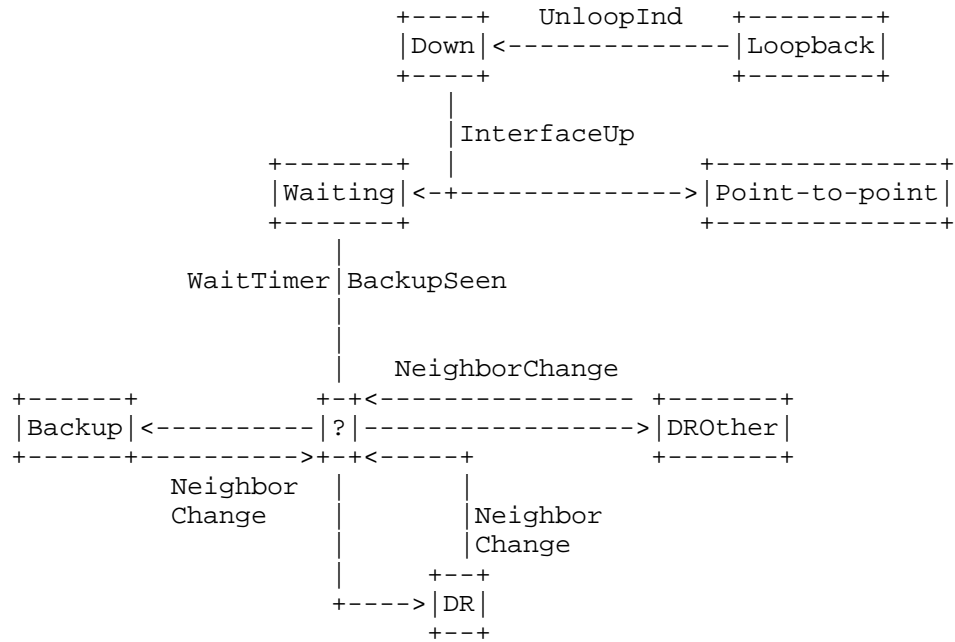 UnloopInd
Down Loopback
InterfaceUp
Waiting Point-to-point
WaitTimer BackupSeen
NeighborChange
Backup ? DROther
Neighbor
Change
Neighbor
Change
DR